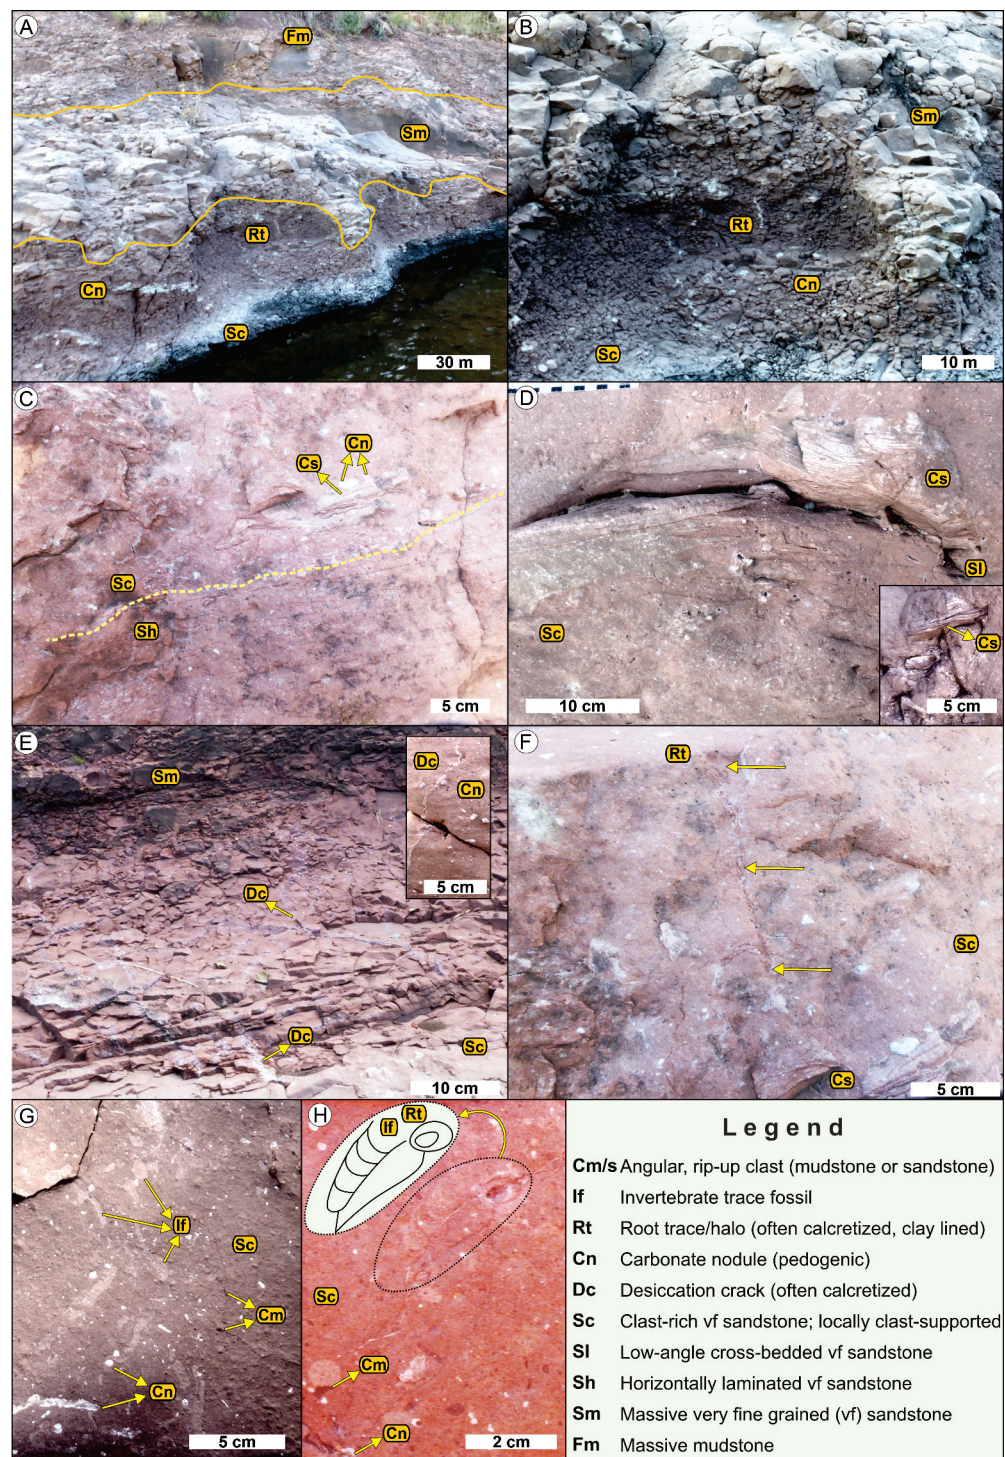 A
Fm
Sm
Rt
Cn
Sc
30 m
B
Sm
Rt
Cn
Sc
10 m
C
Cn
Cs
Sc
Sh
5 cm
D
Cs
Sl
Sc
Cs
10 cm
5 cm
E
Sm
Dc
Cn
5 cm
Dc
Dc
Sc
10 cm
F
Rt
Sc
Cs
5 cm
G
If
Sc
Cm
Cn
5 cm
H
Rt
If
Sc
Cm
Cn
2 cm
Legend
Cm/s Angular, rip-up clast (mudstone or sandstone)
If Invertebrate trace fossil
Rt Root trace/halo (often calcretized, clay lined)
Cn Carbonate nodule (pedogenic)
Dc Desiccation crack (often calcretized)
Sc Clast-rich vf sandstone; locally clast-supported
Sl Low-angle cross-bedded vf sandstone
Sh Horizontally laminated vf sandstone
Sm Massive very fine grained (vf) sandstone
Fm Massive mudstone